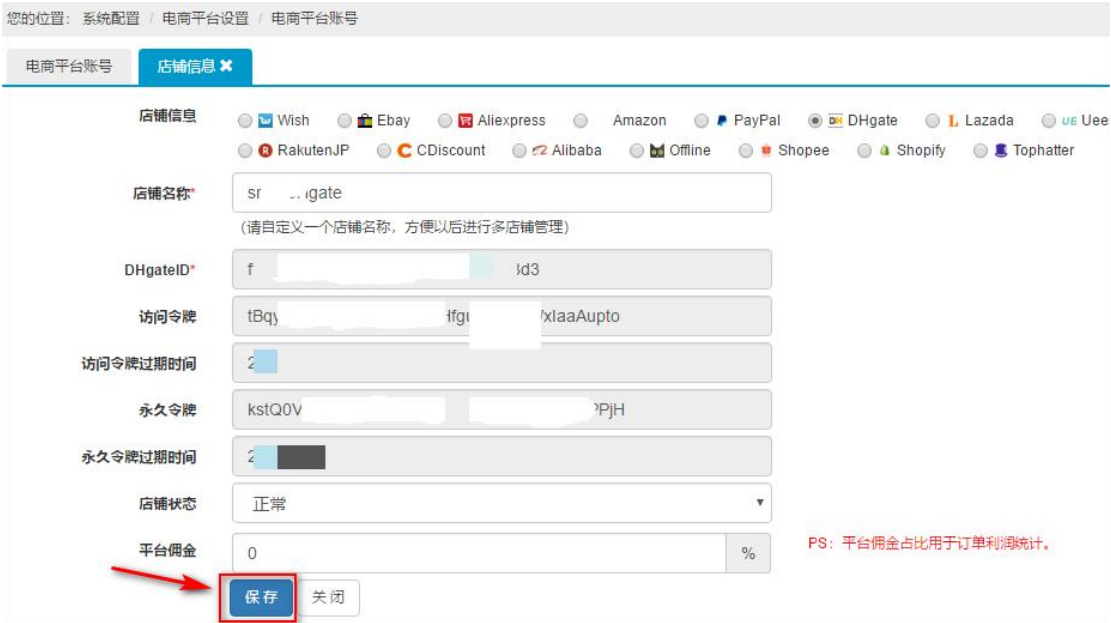 您的位置： 系统配置 / 电商平台设置 / 电商平台账号
电商平台账号 店铺信息 ✖
店铺信息 Wish Ebay Aliexpress Amazon PayPal DHgate Lazada UE Uee
RakutenJP CDiscount Alibaba Offline Shopee Shopify Tophatter
店铺名称* gate
(请自定义一个店铺名称，方便以后进行多店铺管理)
DHgateID* f d3
访问令牌 tBqy xIaaAupto
访问令牌过期时间 2
永久令牌 kstQ0V PjH
永久令牌过期时间 2
店铺状态 正常
平台佣金 0 % PS：平台佣金占比用于订单利润统计。
保存 关闭